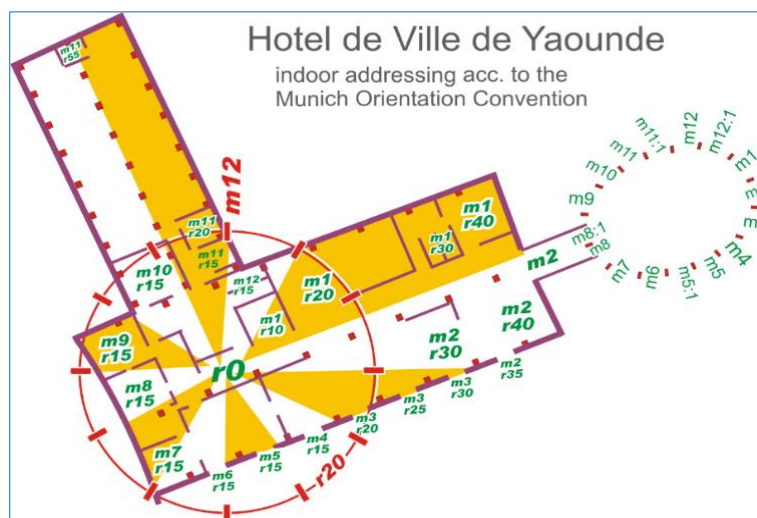 Hotel de Ville de Yaounde
indoor addressing acc. to the
Munich Orientation Convention
m11
r55
m12
m11
r20
m11
r15
m10
r15
m12
r15
m1
r10
m1
r20
m1
r30
m1
r40
m2
m2
r40
m2
r30
m2
r35
m3
r30
m3
r25
m3
r20
m4
r15
m5
r15
m6
r15
m7
r15
m8
r15
m9
r15
r0
r20
m9
m10
m11
m11:1
m12
m12:1
m1
m4
m5
m5:1
m6
m7
m8
m8:1